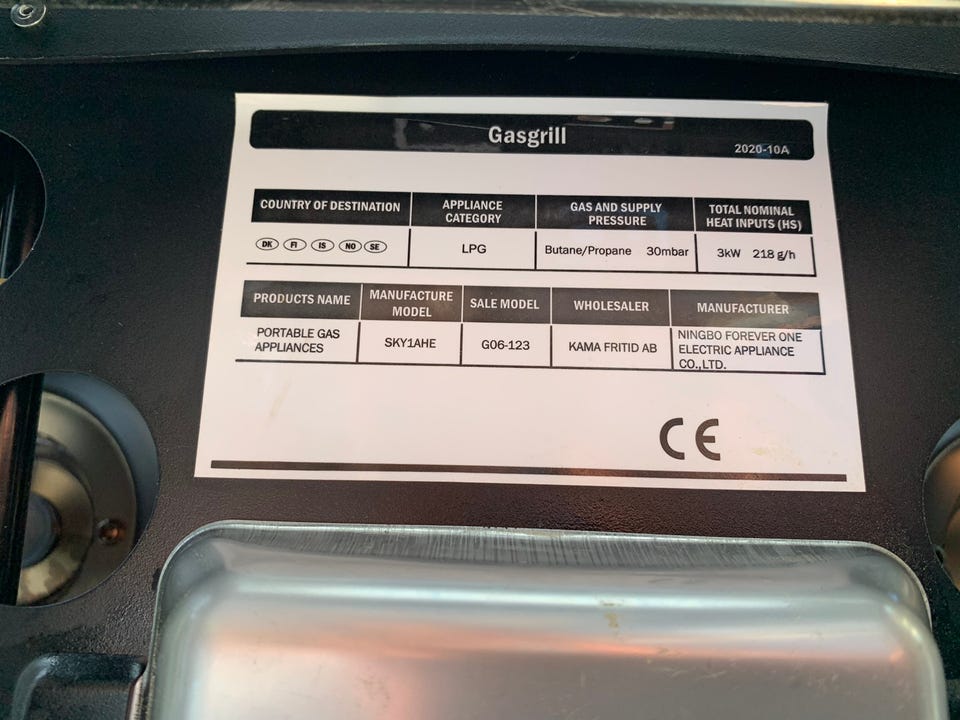 Gasgrill
2020-10A
COUNTRY OF DESTINATION
APPLIANCE
CATEGORY
GAS AND SUPPLY
PRESSURE
TOTAL NOMINAL
HEAT INPUTS (HS)
DK FI IS NO SE
LPG
Butane/Propane 30mbar
3kW 218 g/h
PRODUCTS NAME
MANUFACTURE
MODEL
SALE MODEL
WHOLESALER
MANUFACTURER
PORTABLE GAS
APPLIANCES
SKY1AHE
G06-123
KAMA FRITID AB
NINGBO FOREVER ONE
ELECTRIC APPLIANCE
CO.,LTD.
CE